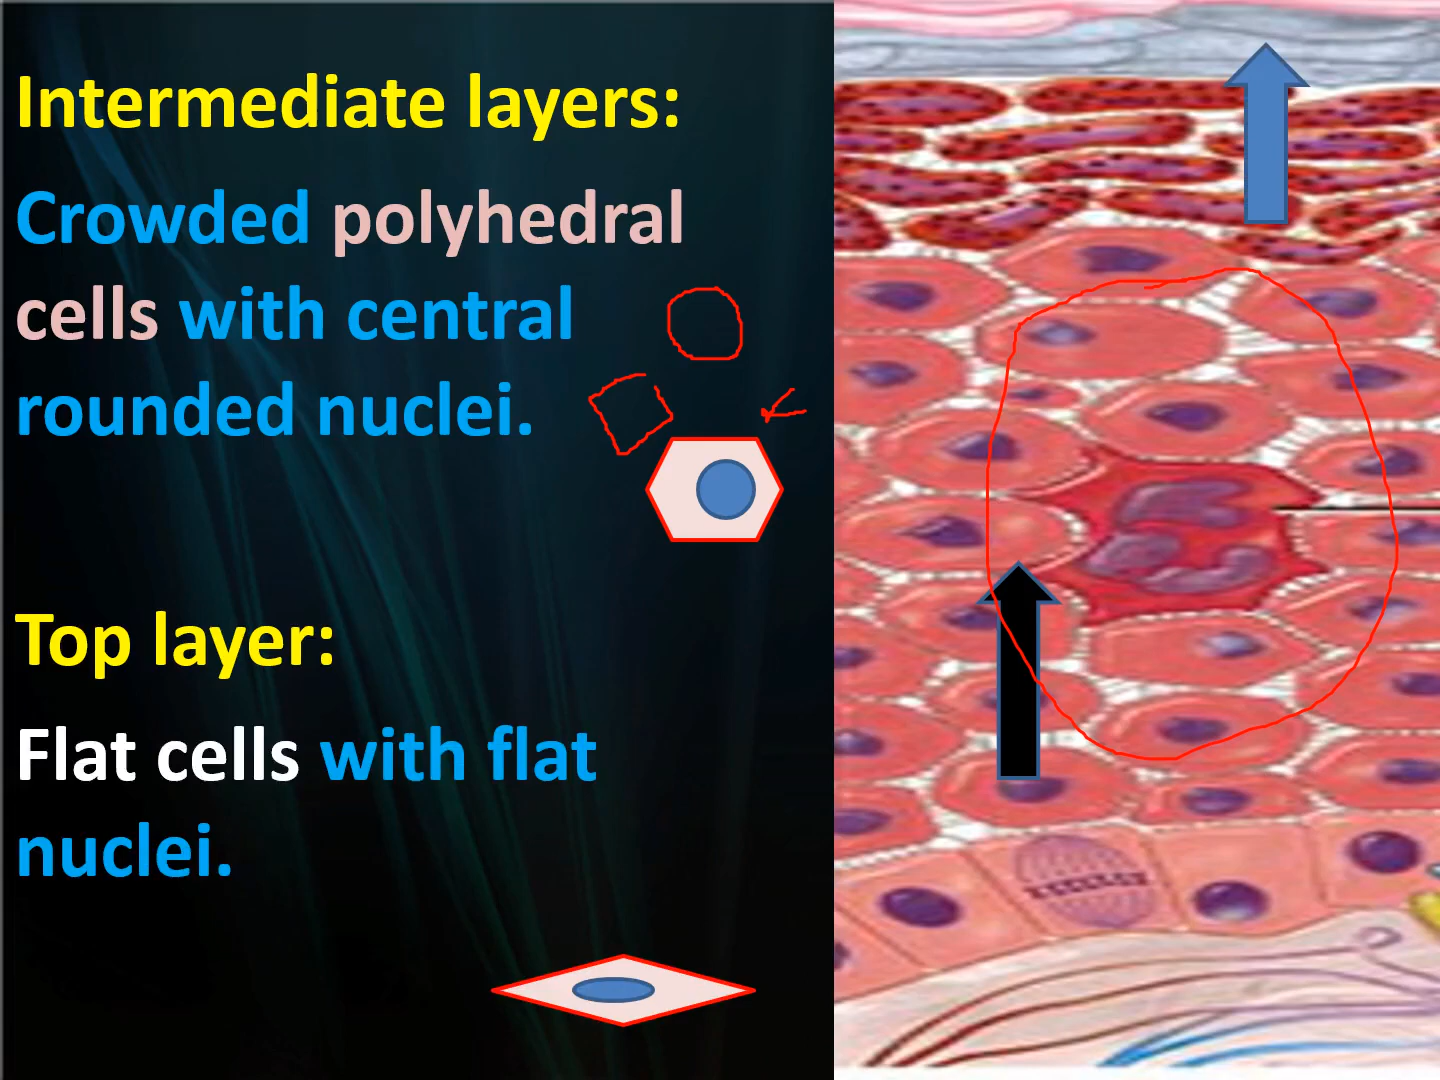 Intermediate layers:
Crowded polyhedral
cells with central
rounded nuclei.
Top layer:
Flat cells with flat
nuclei.